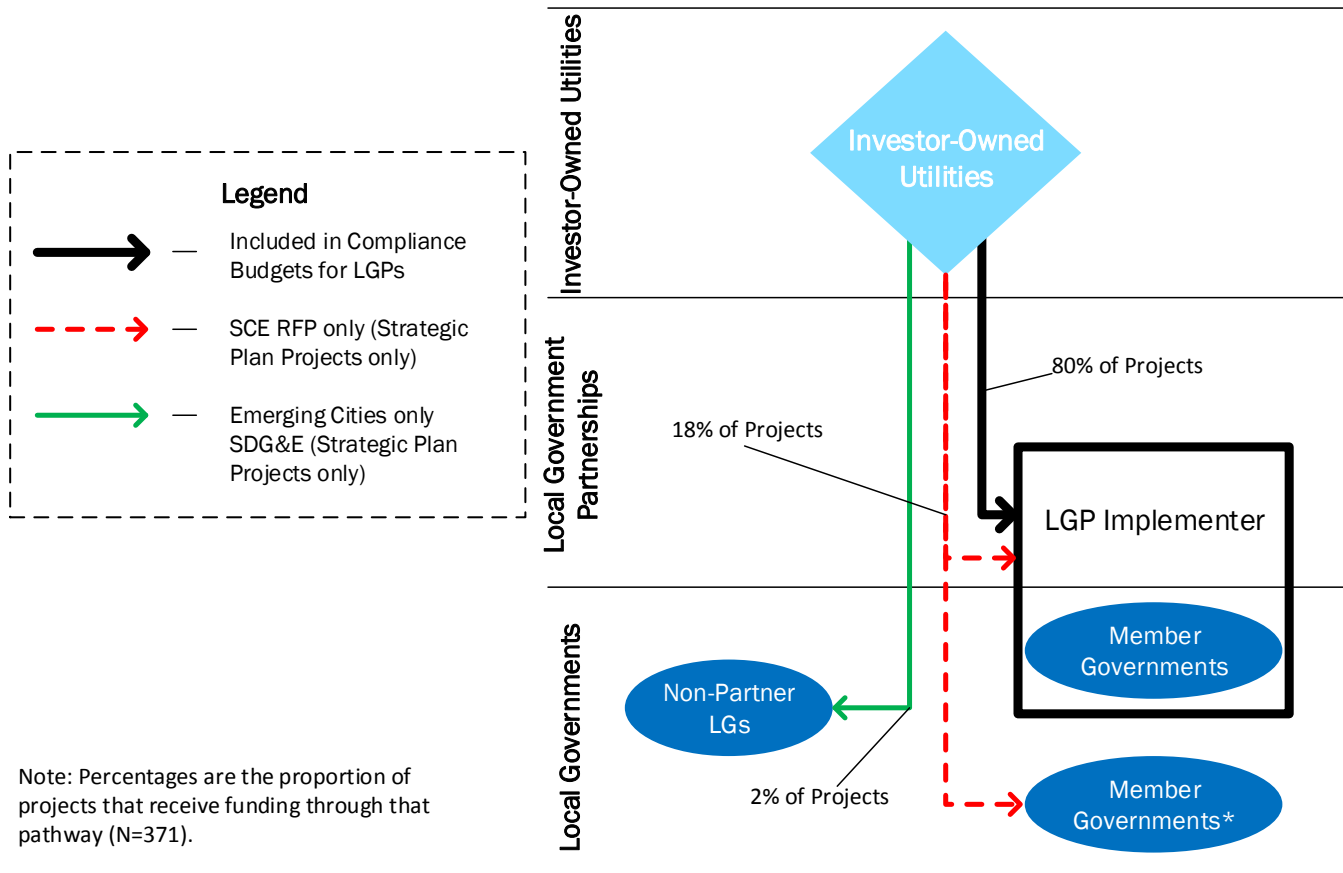 Legend
— Included in Compliance
Budgets for LGPs
— SCE RFP only (Strategic
Plan Projects only)
— Emerging Cities only
SDG&E (Strategic Plan
Projects only)
Note: Percentages are the proportion of
projects that receive funding through that
pathway (N=371).
Investor-Owned Utilities
Investor-Owned
Utilities
Local Government
Partnerships
80% of Projects
18% of Projects
LGP Implementer
Local Governments
Member
Governments
Non-Partner
LGs
2% of Projects
Member
Governments*